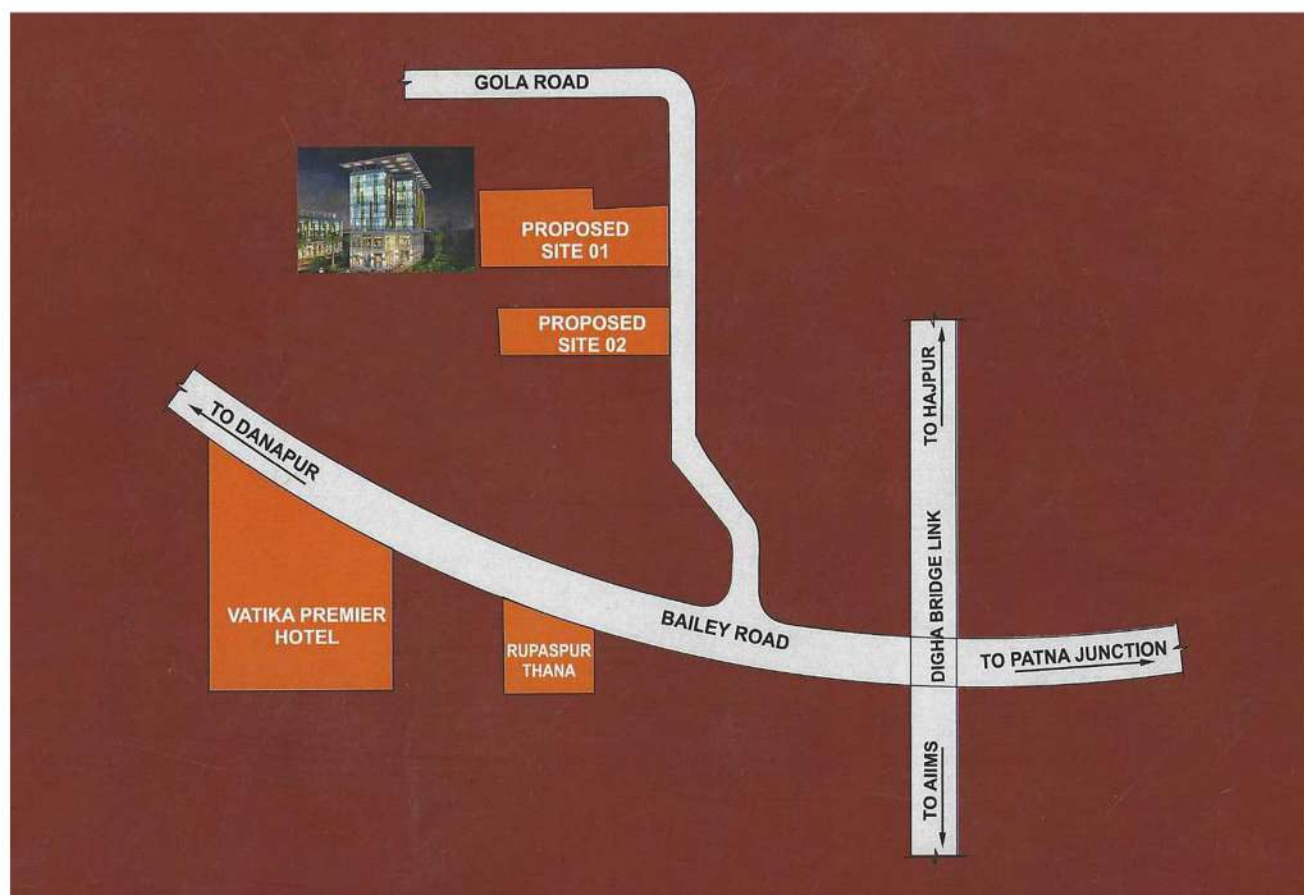 GOLA ROAD
PROPOSED
SITE 01
PROPOSED
SITE 02
TO DANAPUR
VATIKA PREMIER
HOTEL
RUPASPUR
THANA
BAILEY ROAD
TO HAJPUR
DIGHA BRIDGE LINK
TO AIIMS
TO PATNA JUNCTION